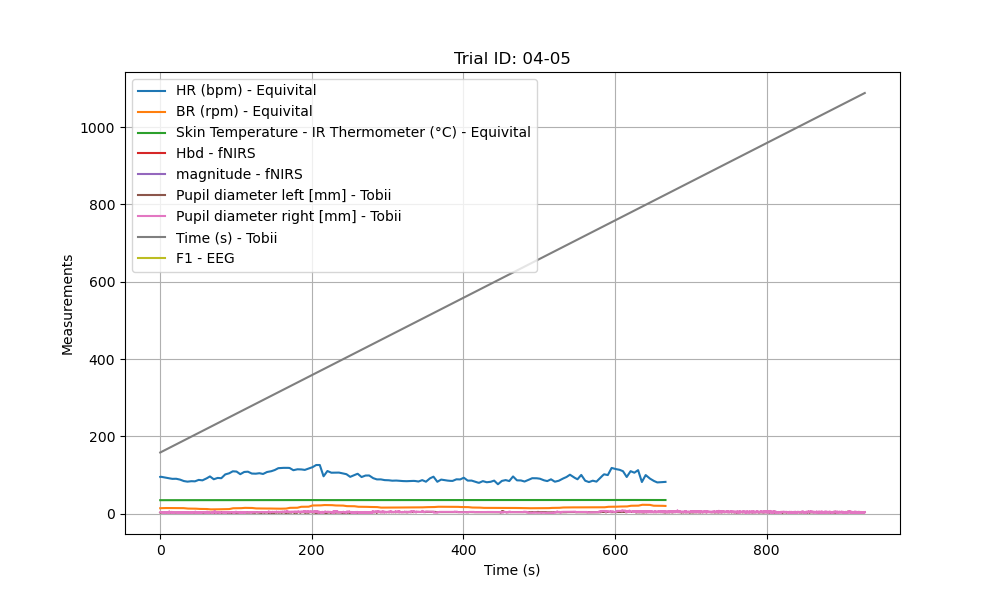 Trial ID: 04-05
HR (bpm) - Equivital
BR (rpm) - Equivital
Skin Temperature - IR Thermometer (°C) - Equivital
Hbd - fNIRS
magnitude - fNIRS
Pupil diameter left [mm] - Tobii
Pupil diameter right [mm] - Tobii
Time (s) - Tobii
F1 - EEG
Measurements
1000
800
600
400
200
0
0 200 400 600 800
Time (s)